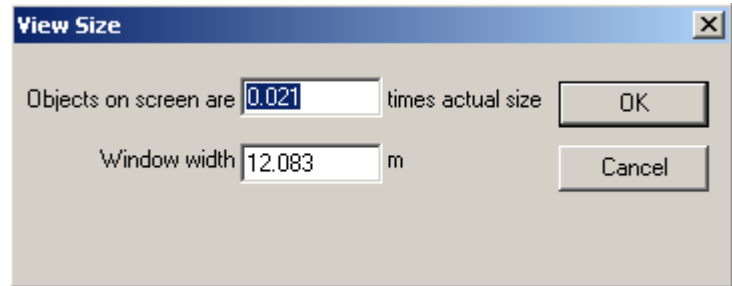 View Size
Objects on screen are 0.021 times actual size OK
Window width 12.083 m Cancel